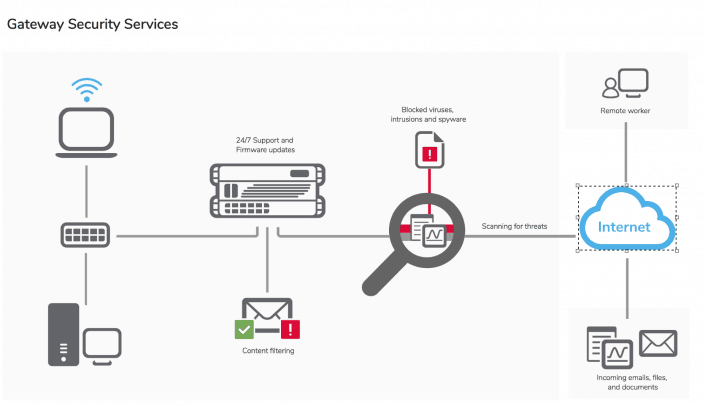 Gateway Security Services
Blocked viruses,
intrusions and spyware
Remote worker
24/7 Support and
Firmware updates
Scanning for threats
Internet
Content filtering
Incoming emails, files,
and documents